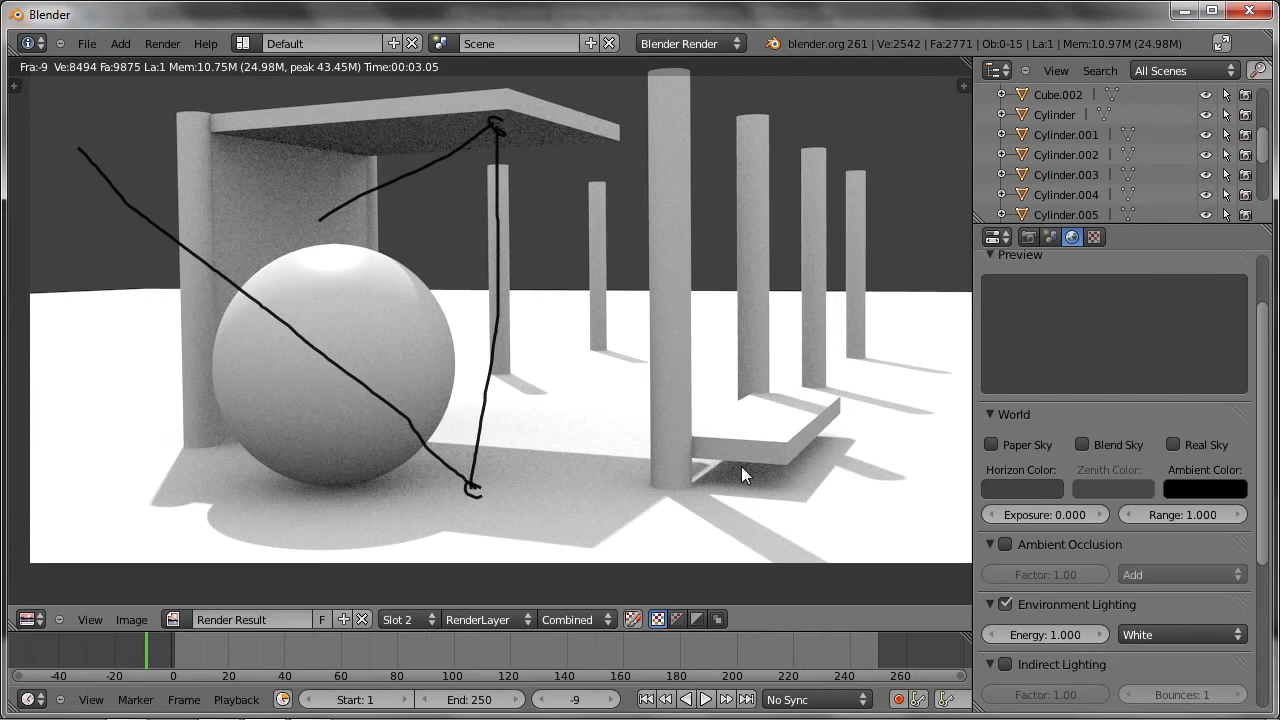 Blender
File Add Render Help Default Scene Blender Render blender.org 261 | Ve:2542 | Fa:2771 | Ob:0-15 | La:1 | Mem:10.97M (24.98M)
Fra:-9 Ve:8494 Fa:9875 La:1 Mem:10.75M (24.98M, peak 43.45M) Time:00:03.05
View Search All Scenes
Cube.002
Cylinder
Cylinder.001
Cylinder.002
Cylinder.003
Cylinder.004
Cylinder.005
Preview
World
Paper Sky Blend Sky Real Sky
Horizon Color: Zenith Color: Ambient Color:
Exposure: 0.000 Range: 1.000
Ambient Occlusion
Factor: 1.00 Add
Environment Lighting
Energy: 1.000 White
Indirect Lighting
Factor: 1.00 Bounces: 1
View Image Render Result F Slot 2 RenderLayer Combined
-40 -20 0 20 40 60 80 100 120 140 160 180 200 220 240 260
View Marker Frame Playback Start: 1 End: 250 -9 No Sync